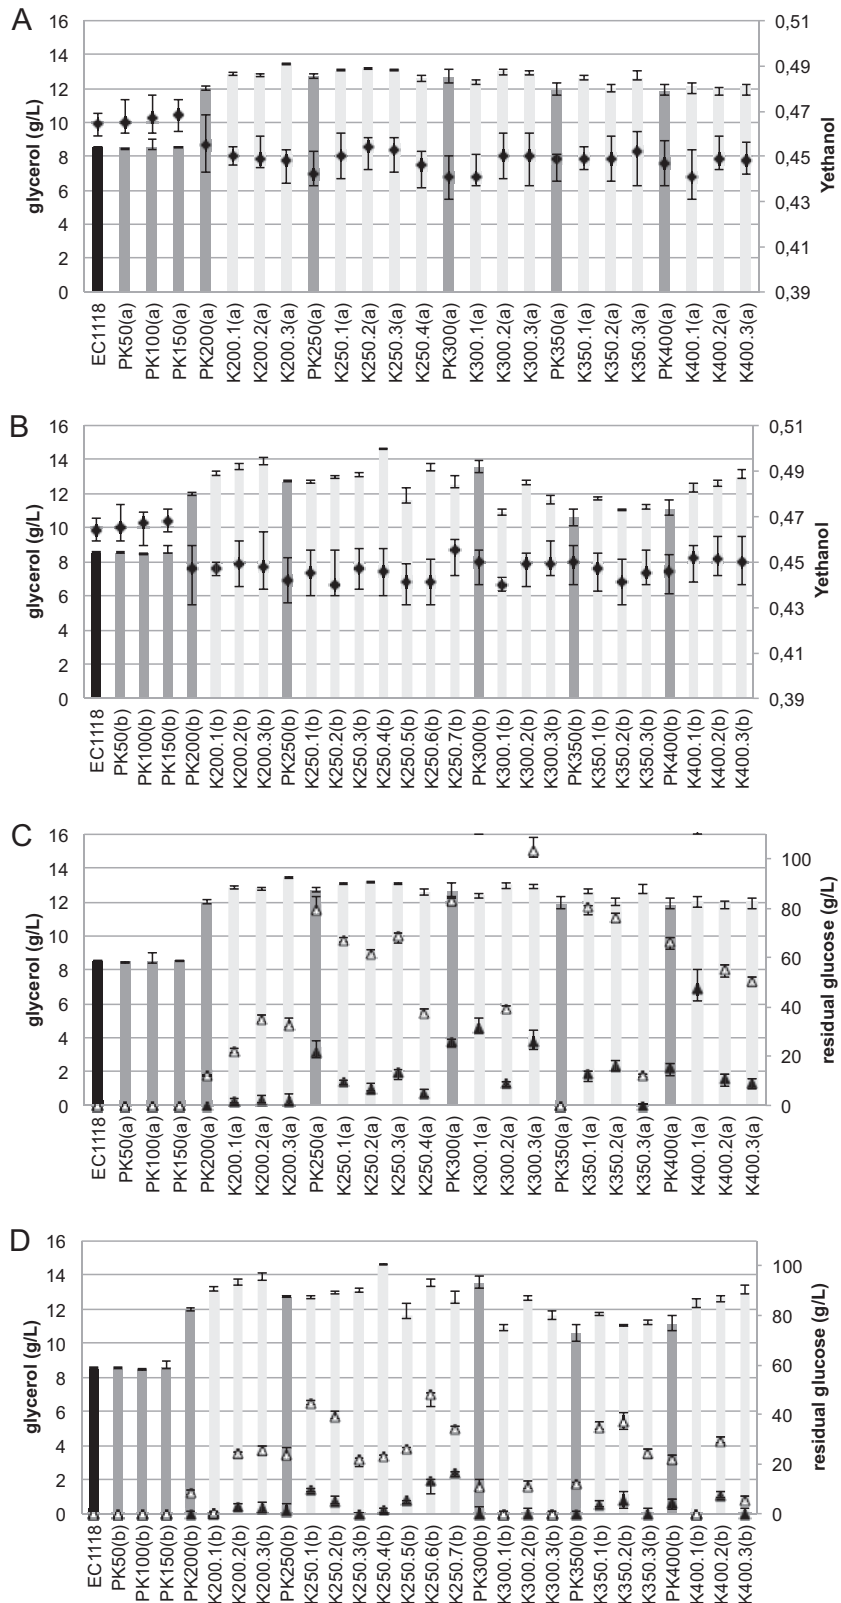 A
16
14
12
10
8
6
4
2
0
glycerol (g/L)
0,51
0,49
0,47
0,45
0,43
0,41
0,39
Yethanol
EC1118
PK50(a)
PK100(a)
PK150(a)
PK200(a)
K200.1(a)
K200.2(a)
K200.3(a)
PK250(a)
K250.1(a)
K250.2(a)
K250.3(a)
K250.4(a)
PK300(a)
K300.1(a)
K300.2(a)
K300.3(a)
PK350(a)
K350.1(a)
K350.2(a)
K350.3(a)
PK400(a)
K400.1(a)
K400.2(a)
K400.3(a)
B
16
14
12
10
8
6
4
2
0
glycerol (g/L)
0,51
0,49
0,47
0,45
0,43
0,41
0,39
Yethanol
EC1118
PK50(b)
PK100(b)
PK150(b)
PK200(b)
K200.1(b)
K200.2(b)
K200.3(b)
PK250(b)
K250.1(b)
K250.2(b)
K250.3(b)
K250.4(b)
K250.5(b)
K250.6(b)
K250.7(b)
PK300(b)
K300.1(b)
K300.2(b)
K300.3(b)
PK350(b)
K350.1(b)
K350.2(b)
K350.3(b)
PK400(b)
K400.1(b)
K400.2(b)
K400.3(b)
C
16
14
12
10
8
6
4
2
0
glycerol (g/L)
100
80
60
40
20
0
residual glucose (g/L)
EC1118
PK50(a)
PK100(a)
PK150(a)
PK200(a)
K200.1(a)
K200.2(a)
K200.3(a)
PK250(a)
K250.1(a)
K250.2(a)
K250.3(a)
K250.4(a)
PK300(a)
K300.1(a)
K300.2(a)
K300.3(a)
PK350(a)
K350.1(a)
K350.2(a)
K350.3(a)
PK400(a)
K400.1(a)
K400.2(a)
K400.3(a)
D
16
14
12
10
8
6
4
2
0
glycerol (g/L)
100
80
60
40
20
0
residual glucose (g/L)
EC1118
PK50(b)
PK100(b)
PK150(b)
PK200(b)
K200.1(b)
K200.2(b)
K200.3(b)
PK250(b)
K250.1(b)
K250.2(b)
K250.3(b)
K250.4(b)
K250.5(b)
K250.6(b)
K250.7(b)
PK300(b)
K300.1(b)
K300.2(b)
K300.3(b)
PK350(b)
K350.1(b)
K350.2(b)
K350.3(b)
PK400(b)
K400.1(b)
K400.2(b)
K400.3(b)